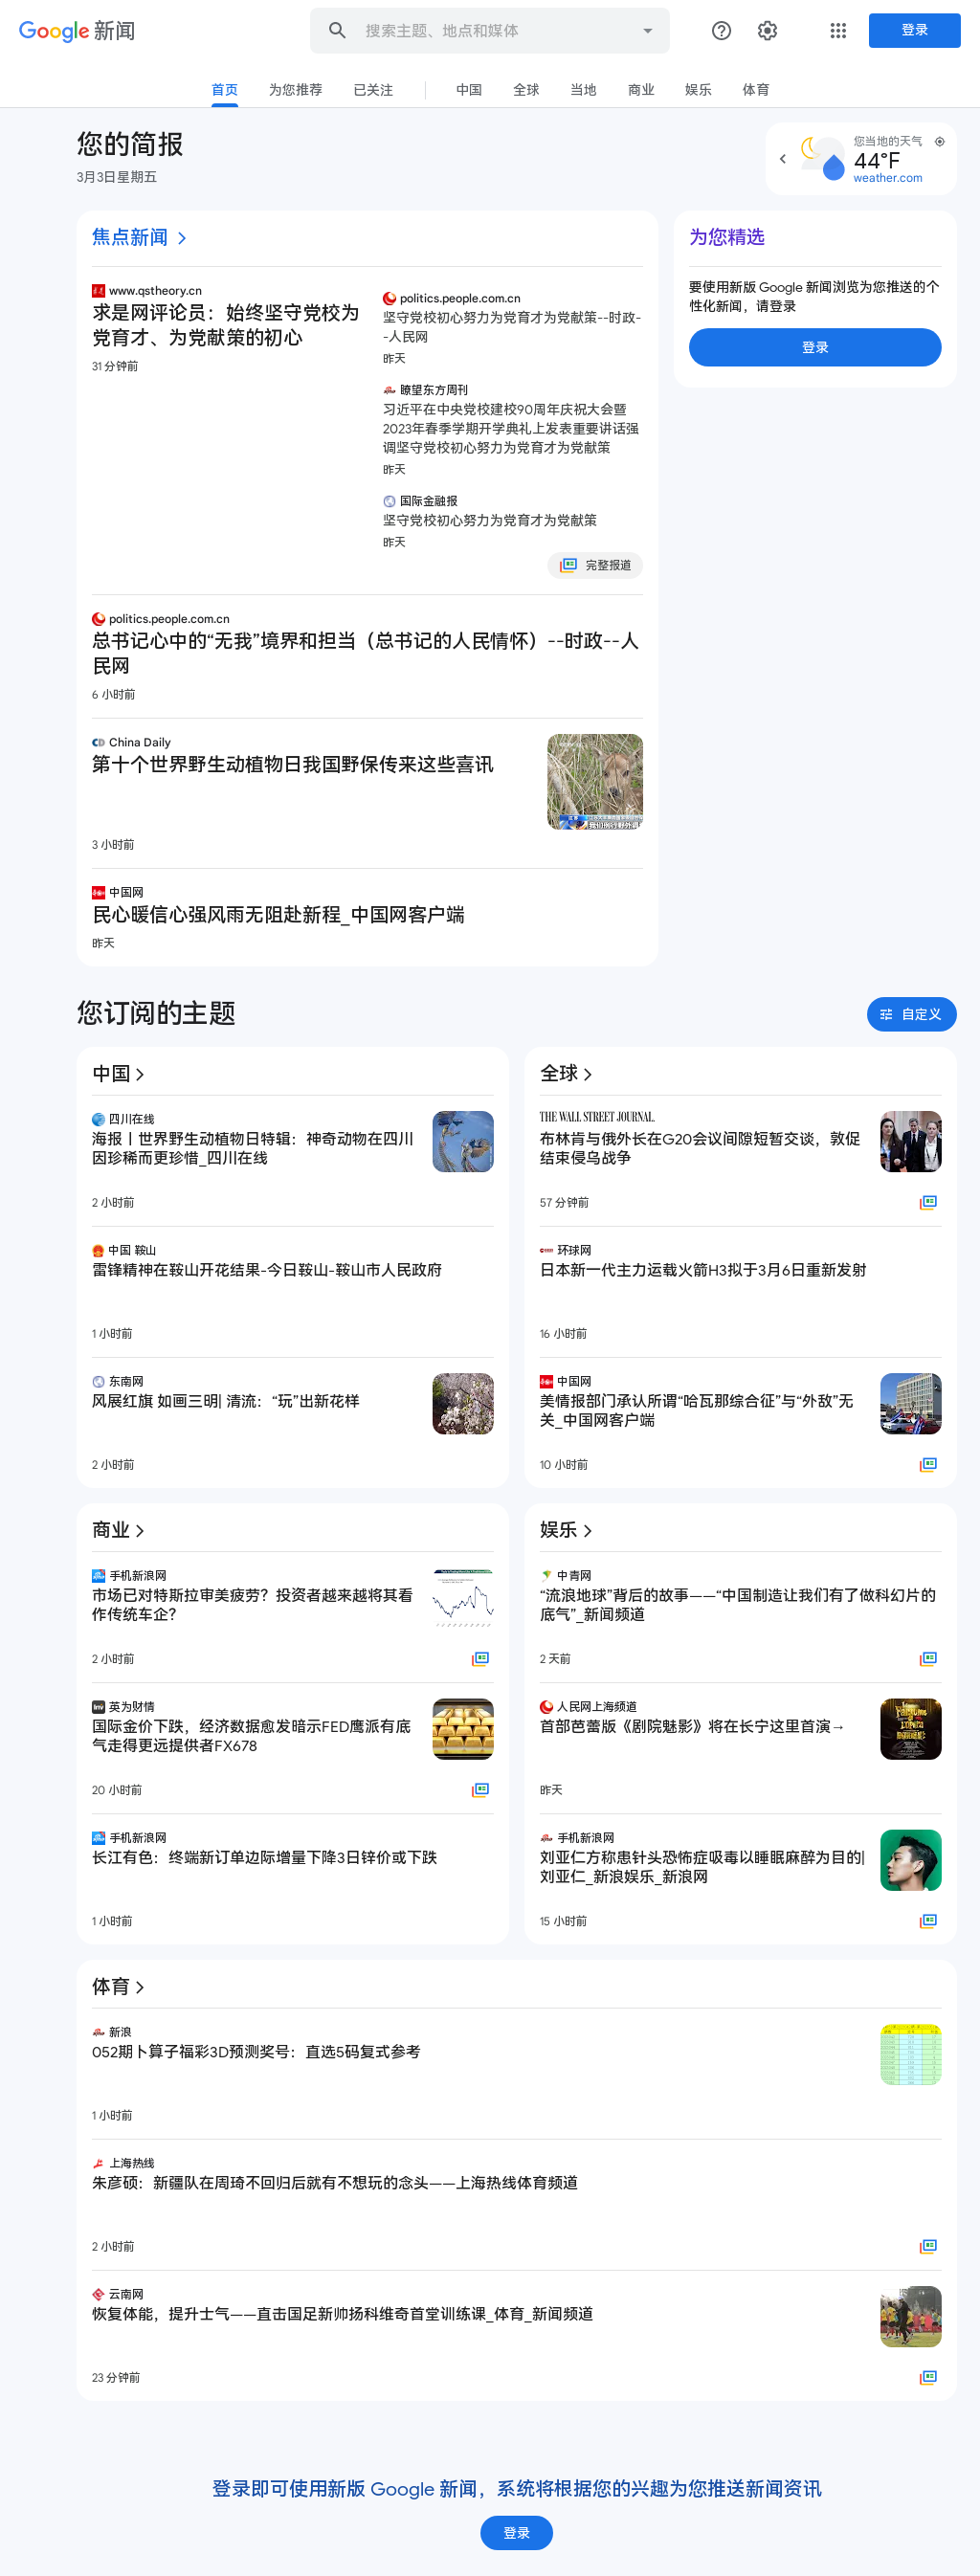 Google 新闻
搜索主题、地点和媒体
登录
首页
为您推荐
已关注
中国
全球
当地
商业
娱乐
体育
您的简报
3月3日星期五
您当地的天气
44°F
weather.com
焦点新闻
www.qstheory.cn
求是网评论员：始终坚守党校为
党育才、为党献策的初心
31 分钟前
politics.people.com.cn
坚守党校初心努力为党育才为党献策--时政-
-人民网
昨天
瞭望东方周刊
习近平在中央党校建校90周年庆祝大会暨
2023年春季学期开学典礼上发表重要讲话强
调坚守党校初心努力为党育才为党献策
昨天
国际金融报
坚守党校初心努力为党育才为党献策
昨天
完整报道
politics.people.com.cn
总书记心中的“无我”境界和担当（总书记的人民情怀）--时政--人
民网
6 小时前
China Daily
第十个世界野生动植物日我国野保传来这些喜讯
3 小时前
中国网
民心暖信心强风雨无阻赴新程_中国网客户端
昨天
为您精选
要使用新版 Google 新闻浏览为您推送的个
性化新闻，请登录
登录
您订阅的主题
自定义
中国
四川在线
海报丨世界野生动植物日特辑：神奇动物在四川
因珍稀而更珍惜_四川在线
2 小时前
中国 鞍山
雷锋精神在鞍山开花结果-今日鞍山-鞍山市人民政府
1 小时前
东南网
风展红旗 如画三明| 清流：“玩”出新花样
2 小时前
全球
THE WALL STREET JOURNAL.
布林肯与俄外长在G20会议间隙短暂交谈，敦促
结束侵乌战争
57 分钟前
环球网
日本新一代主力运载火箭H3拟于3月6日重新发射
16 小时前
中国网
美情报部门承认所谓“哈瓦那综合征”与“外敌”无
关_中国网客户端
10 小时前
商业
手机新浪网
市场已对特斯拉审美疲劳？投资者越来越将其看
作传统车企？
2 小时前
英为财情
国际金价下跌，经济数据愈发暗示FED鹰派有底
气走得更远提供者FX678
20 小时前
手机新浪网
长江有色：终端新订单边际增量下降3日锌价或下跌
1 小时前
娱乐
中青网
“流浪地球”背后的故事——“中国制造让我们有了做科幻片的
底气”_新闻频道
2 天前
人民网上海频道
首部芭蕾版《剧院魅影》将在长宁这里首演→
昨天
手机新浪网
刘亚仁方称患针头恐怖症吸毒以睡眠麻醉为目的|
刘亚仁_新浪娱乐_新浪网
15 小时前
体育
新浪
052期卜算子福彩3D预测奖号：直选5码复式参考
1 小时前
上海热线
朱彦硕：新疆队在周琦不回归后就有不想玩的念头——上海热线体育频道
2 小时前
云南网
恢复体能，提升士气——直击国足新帅扬科维奇首堂训练课_体育_新闻频道
23 分钟前
登录即可使用新版 Google 新闻，系统将根据您的兴趣为您推送新闻资讯
登录